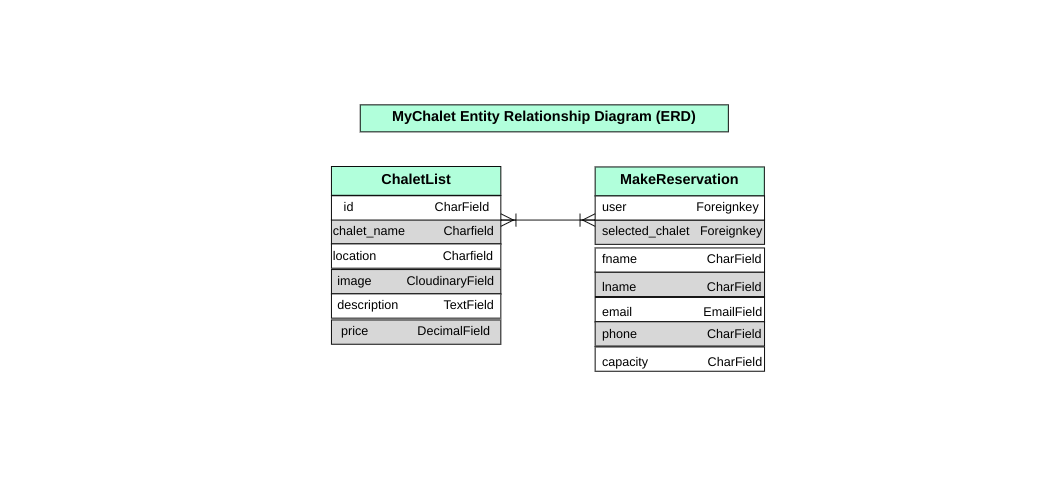 MyChalet Entity Relationship Diagram (ERD)
ChaletList
id CharField
chalet_name Charfield
location Charfield
image CloudinaryField
description TextField
price DecimalField
MakeReservation
user Foreignkey
selected_chalet Foreignkey
fname CharField
lname CharField
email EmailField
phone CharField
capacity CharField